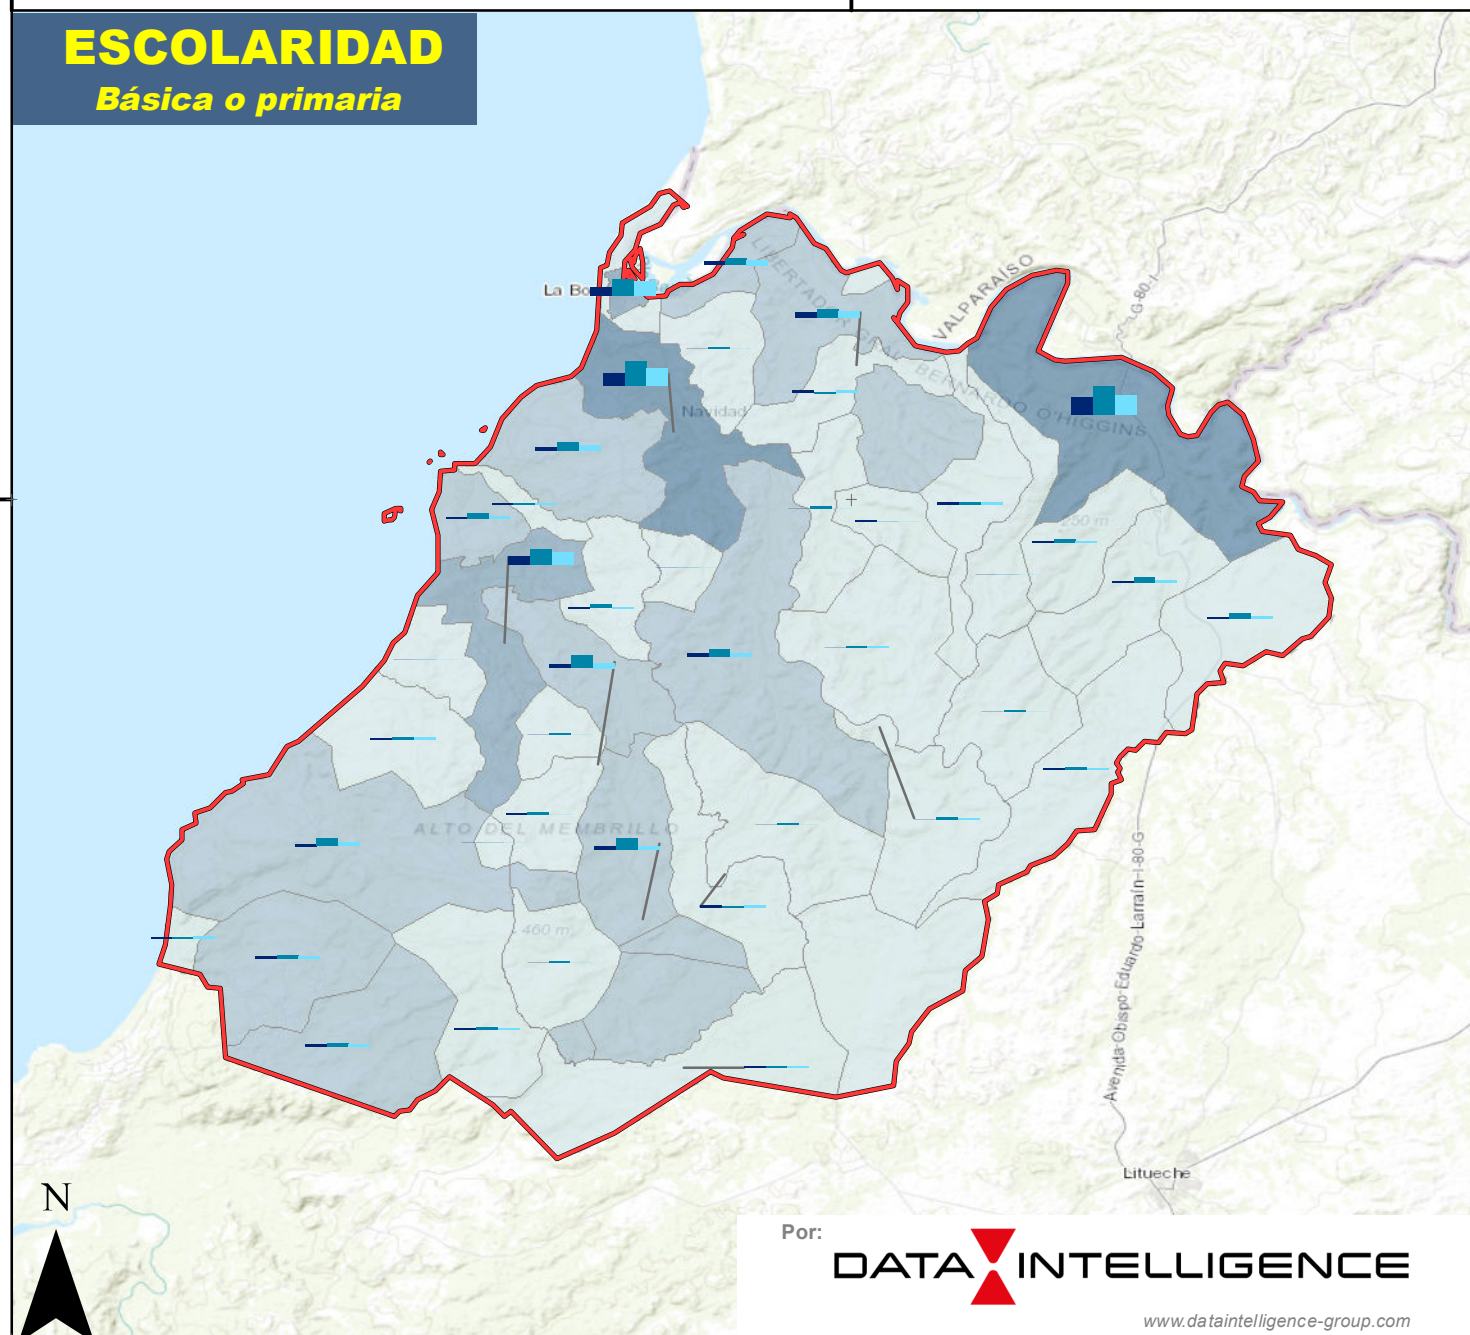 ESCOLARIDAD
Básica o primaria
LIBERTADOR GENERAL
BERNARDO O'HIGGINS
VALPARAÍSO
G-80-I
La Bo
Navidad
250 m
ALTO DEL MEMBRILLO
460 m
Avenida Obispo Eduardo Larraín-I-80-G
Litueche
N
Por:
DATA INTELLIGENCE
www.dataintelligence-group.com